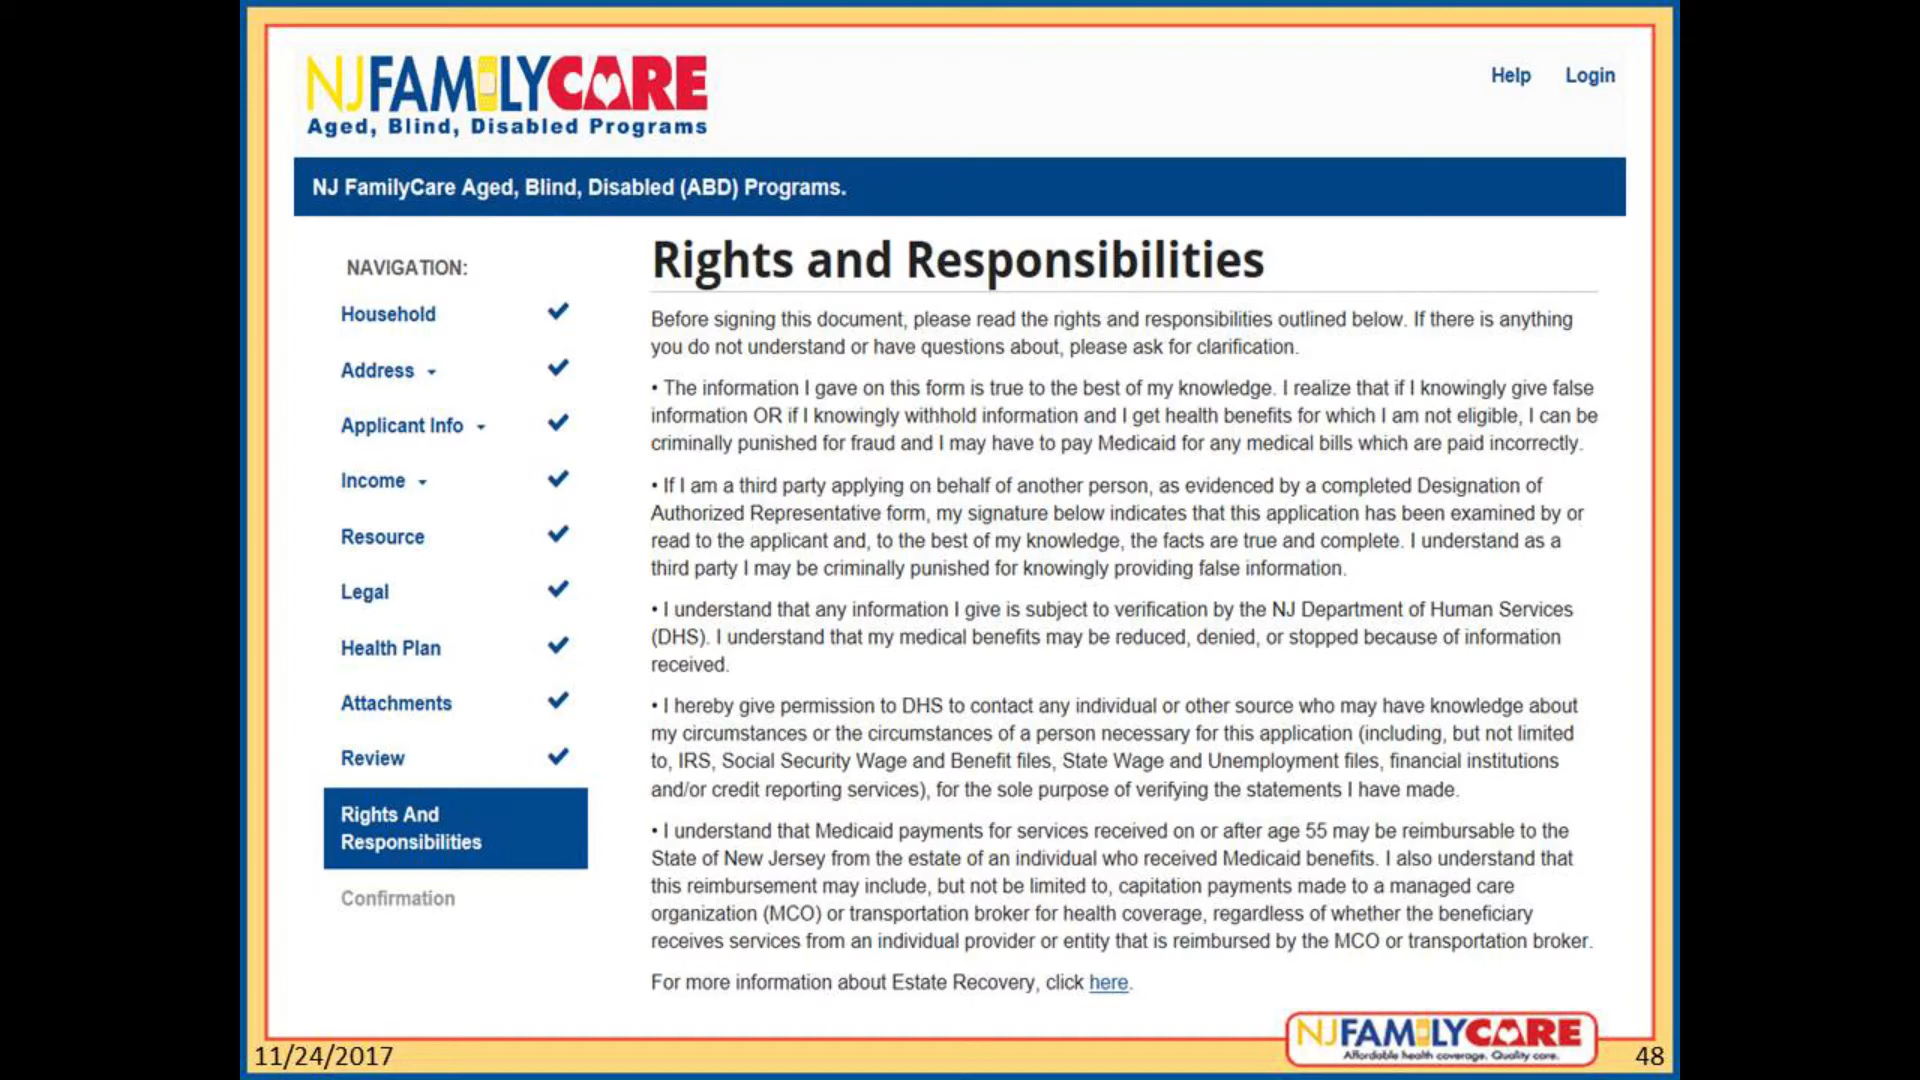 NJFAMILYCARE
Aged, Blind, Disabled Programs
Help
Login
NJ FamilyCare Aged, Blind, Disabled (ABD) Programs.
NAVIGATION:
Household
Address
Applicant Info
Income
Resource
Legal
Health Plan
Attachments
Review
Rights And
Responsibilities
Confirmation
Rights and Responsibilities
Before signing this document, please read the rights and responsibilities outlined below. If there is anything
you do not understand or have questions about, please ask for clarification.
• The information I gave on this form is true to the best of my knowledge. I realize that if I knowingly give false
information OR if I knowingly withhold information and I get health benefits for which I am not eligible, I can be
criminally punished for fraud and I may have to pay Medicaid for any medical bills which are paid incorrectly.
• If I am a third party applying on behalf of another person, as evidenced by a completed Designation of
Authorized Representative form, my signature below indicates that this application has been examined by or
read to the applicant and, to the best of my knowledge, the facts are true and complete. I understand as a
third party I may be criminally punished for knowingly providing false information.
• I understand that any information I give is subject to verification by the NJ Department of Human Services
(DHS). I understand that my medical benefits may be reduced, denied, or stopped because of information
received.
• I hereby give permission to DHS to contact any individual or other source who may have knowledge about
my circumstances or the circumstances of a person necessary for this application (including, but not limited
to, IRS, Social Security Wage and Benefit files, State Wage and Unemployment files, financial institutions
and/or credit reporting services), for the sole purpose of verifying the statements I have made.
• I understand that Medicaid payments for services received on or after age 55 may be reimbursable to the
State of New Jersey from the estate of an individual who received Medicaid benefits. I also understand that
this reimbursement may include, but not be limited to, capitation payments made to a managed care
organization (MCO) or transportation broker for health coverage, regardless of whether the beneficiary
receives services from an individual provider or entity that is reimbursed by the MCO or transportation broker.
For more information about Estate Recovery, click here.
11/24/2017
NJFAMILYCARE
Affordable health coverage. Quality care.
48